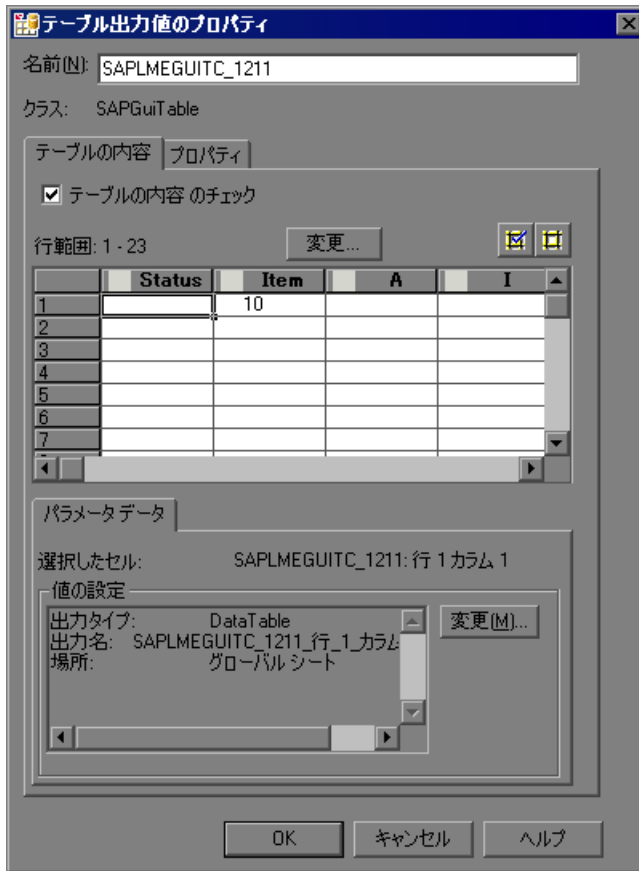 テーブル出力値のプロパティ
名前(N): SAPLMEGUITC_1211
クラス: SAPGuiTable
テーブルの内容 プロパティ
テーブルの内容 のチェック
行範囲: 1 - 23 変更...
Status Item A I
1 10
2
3
4
5
6
7
パラメータ データ
選択したセル: SAPLMEGUITC_1211: 行 1 カラム 1
値の設定
出力タイプ: DataTable
出力名: SAPLMEGUITC_1211_行_1_カラム
場所: グローバル シート
変更(M)...
OK キャンセル ヘルプ